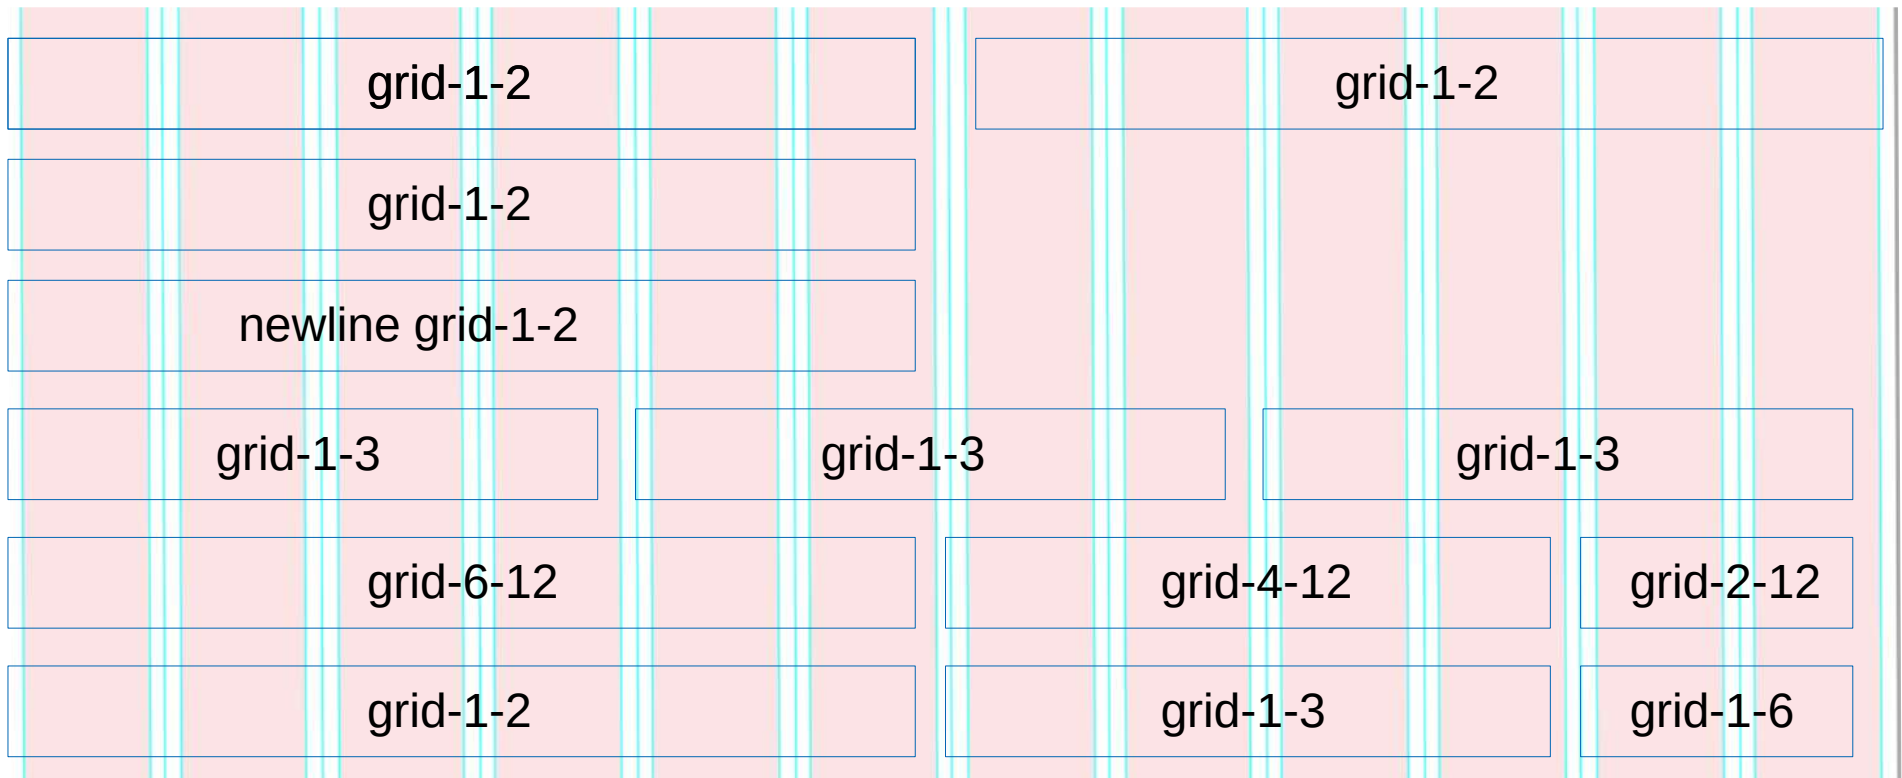 grid-1-2 grid-1-2
grid-1-2
newline grid-1-2
grid-1-3 grid-1-3 grid-1-3
grid-6-12 grid-4-12 grid-2-12
grid-1-2 grid-1-3 grid-1-6